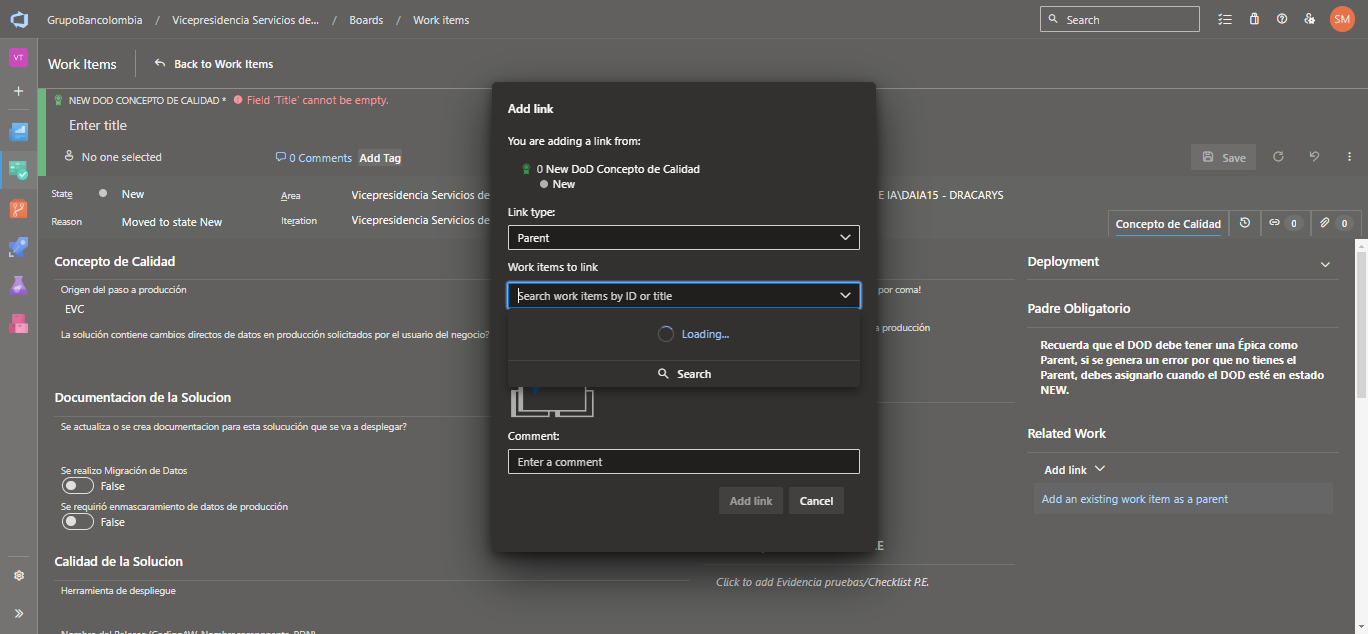 GrupoBancolombia / Vicepresidencia Servicios de... / Boards / Work items
Search
SM
VT
Work Items
Back to Work Items
NEW DOD CONCEPTO DE CALIDAD * Field 'Title' cannot be empty.
Enter title
No one selected
0 Comments
Add Tag
Save
State
New
Area
Vicepresidencia Servicios de
E IA\DAIA15 - DRACARYS
Reason
Moved to state New
Iteration
Vicepresidencia Servicios de
Concepto de Calidad
0
0
Concepto de Calidad
Origen del paso a producción
EVC
La solución contiene cambios directos de datos en producción solicitados por el usuario del negocio?
Documentacion de la Solucion
Se actualiza o se crea documentacion para esta solucución que se va a desplegar?
Se realizo Migración de Datos
False
Se requirió enmascaramiento de datos de producción
False
Calidad de la Solucion
Herramienta de despliegue
Add link
You are adding a link from:
0 New DoD Concepto de Calidad
New
Link type:
Parent
Work items to link
Search work items by ID or title
Loading...
Search
Comment:
Enter a comment
Add link
Cancel
por coma!
a producción
E
Click to add Evidencia pruebas/Checklist P.E.
Deployment
Padre Obligatorio
Recuerda que el DOD debe tener una Épica como
Parent, si se genera un error por que no tienes el
Parent, debes asignarlo cuando el DOD esté en estado
NEW.
Related Work
Add link
Add an existing work item as a parent